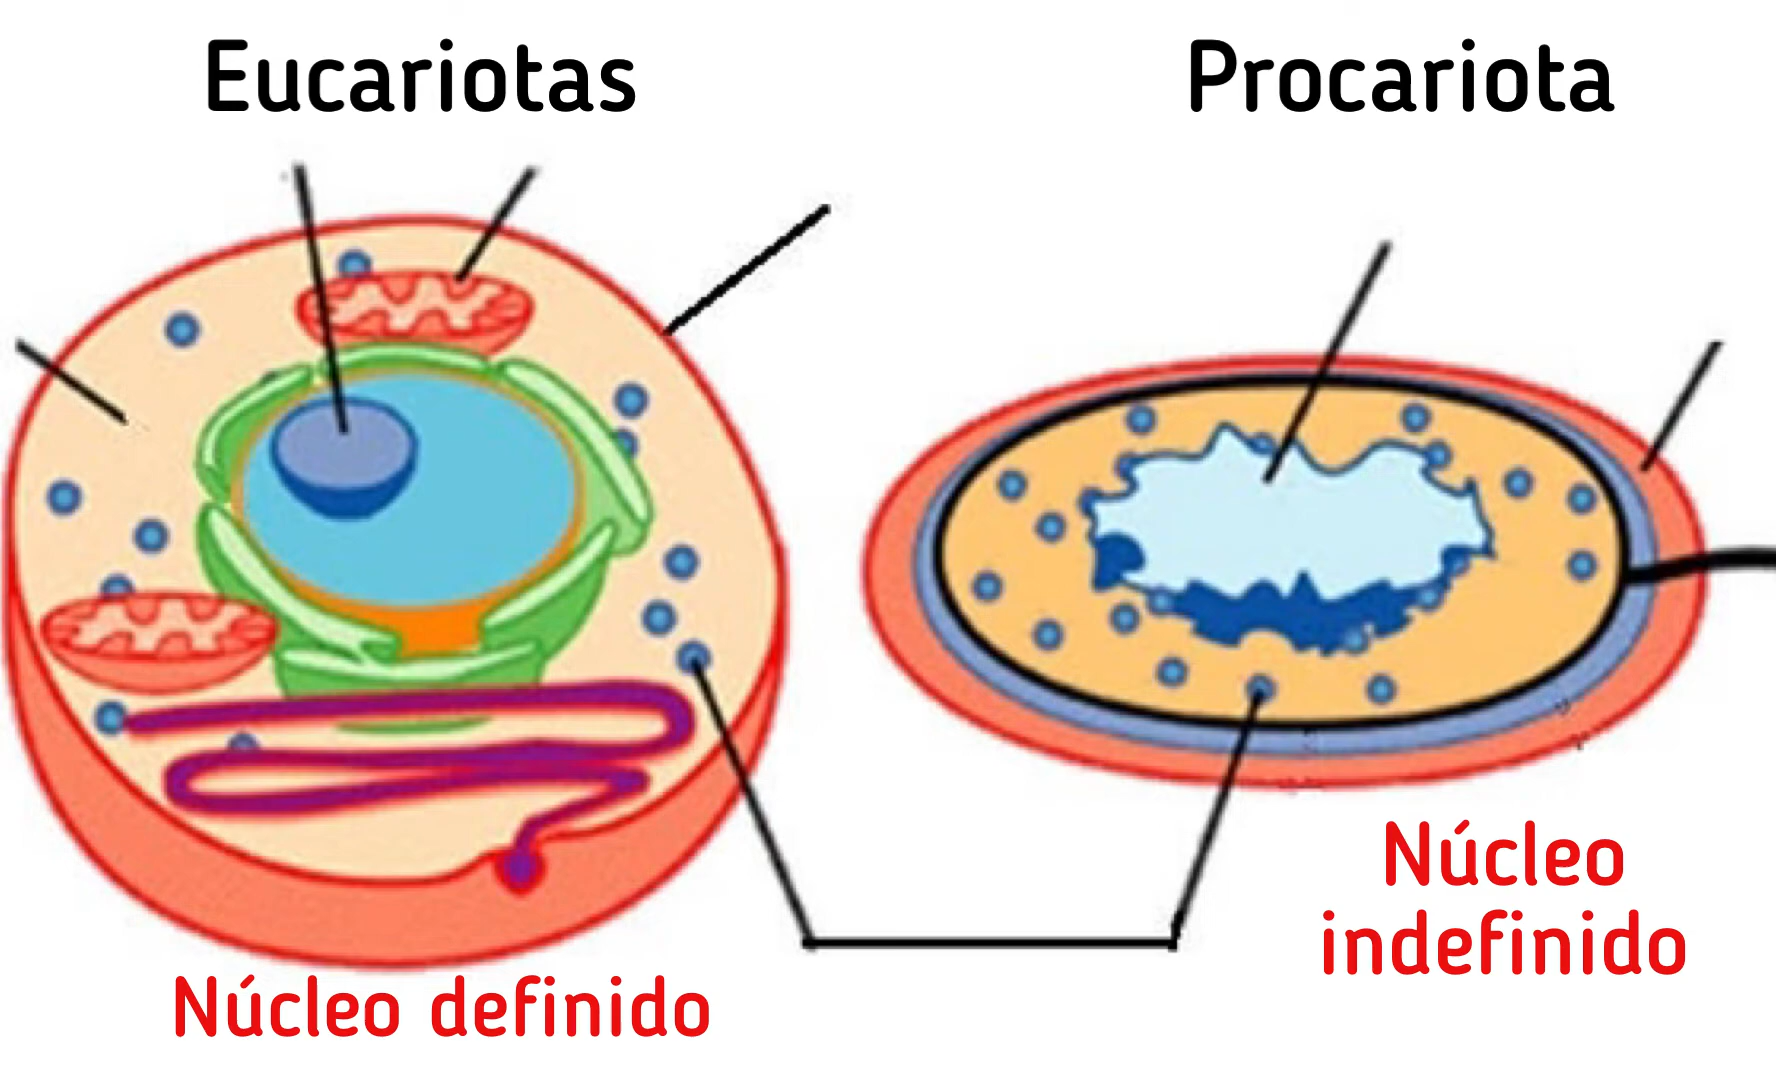 Eucariotas
Procariota
Núcleo
indefinido
Núcleo definido